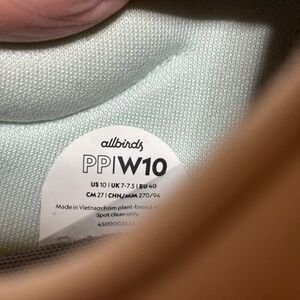 allbirds
PP|W10
US 10 | UK 7-7.5 | EU 40
CM 27 | CHN/MM 270/94
Made in Vietnam from plant-based
Spot clean only.